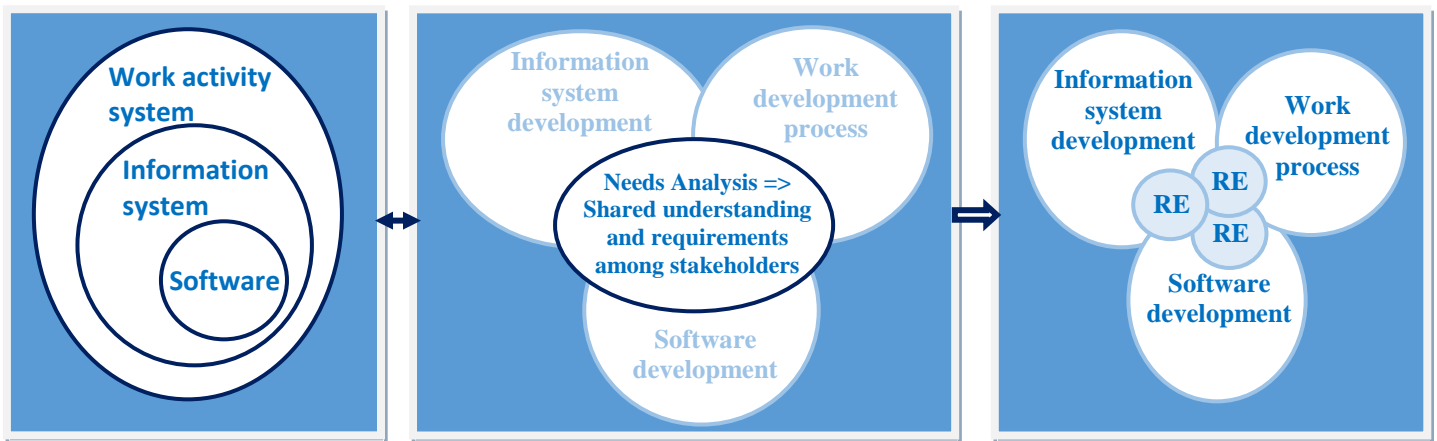 Work activity
system
Information
system
Software
Information
system
development
Work
development
process
Needs Analysis =>
Shared understanding
and requirements
among stakeholders
Software
development
Information
system
development
Work
development
process
RE
RE
RE
Software
development